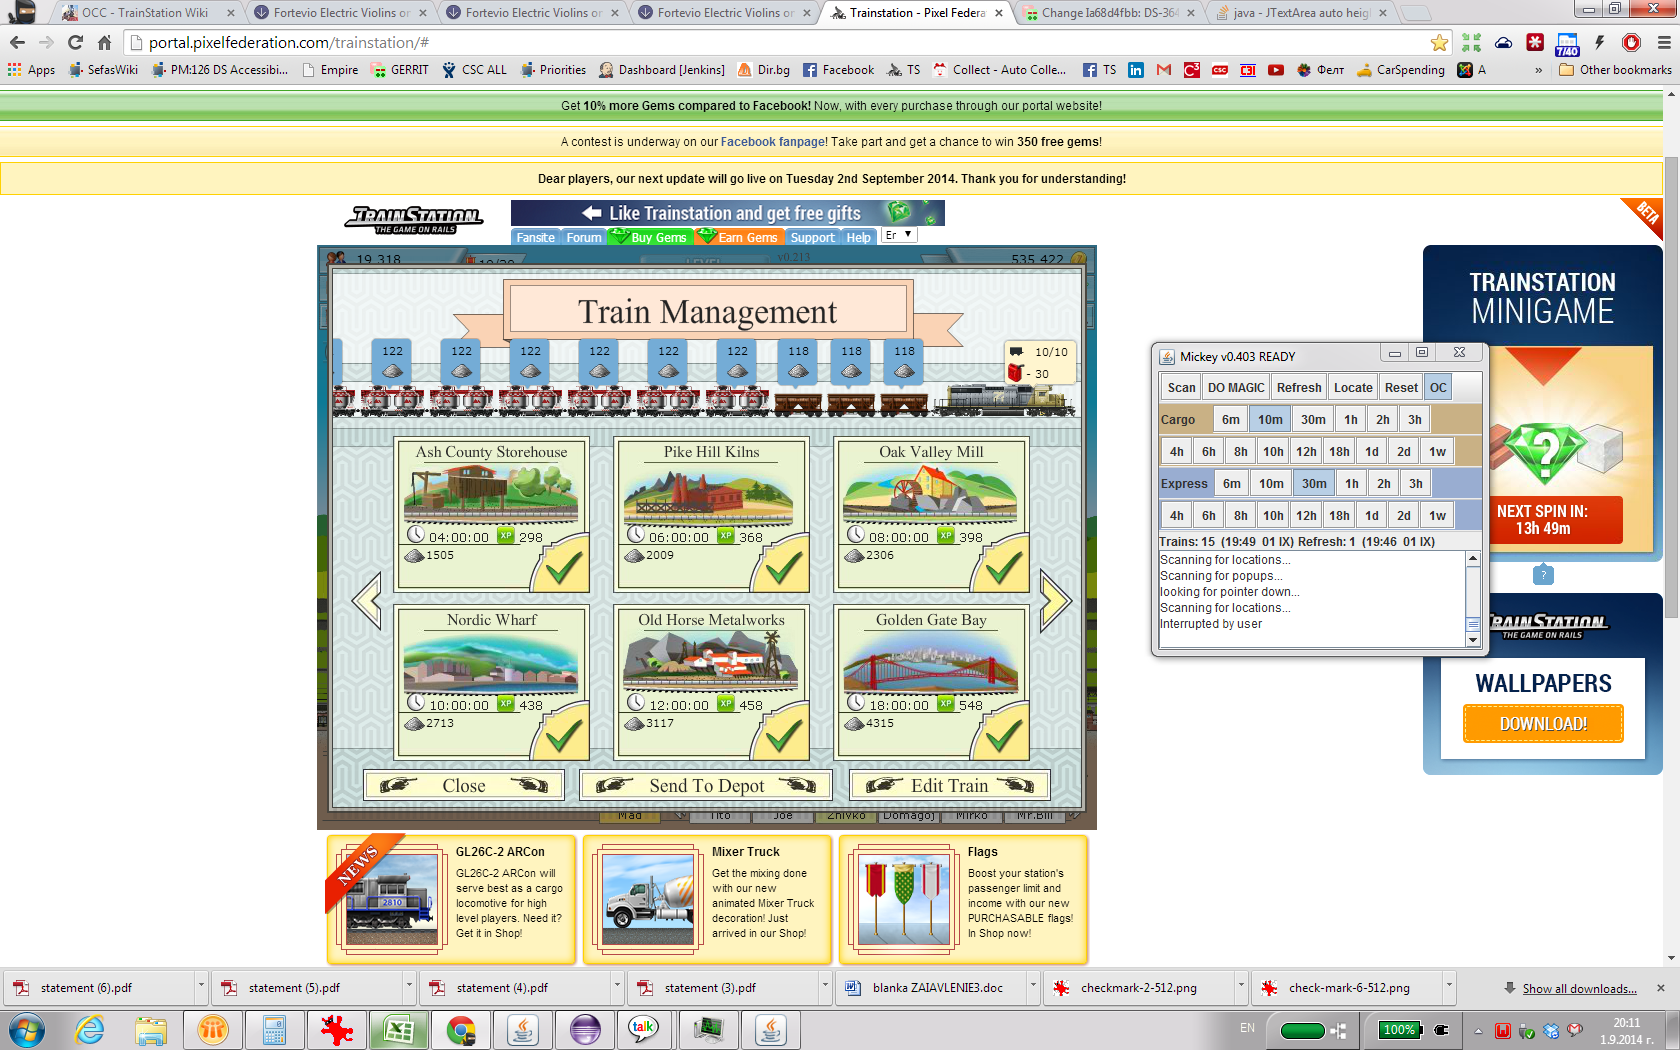 OCC - TrainStation Wiki
Fortevio Electric Violins or
Fortevio Electric Violins or
Fortevio Electric Violins or
Trainstation - Pixel Federa
Change Ia68d4fbb: DS-364
java - JTextArea auto heig
portal.pixelfederation.com/trainstation/#
7/40
Apps
SefasWiki
PM:126 DS Accessibi...
Empire
GERRIT
CSC ALL
Priorities
Dashboard [Jenkins]
Dir.bg
Facebook
TS
Collect - Auto Colle...
TS
Фелт
CarSpending
A
»
Other bookmarks
Get 10% more Gems compared to Facebook! Now, with every purchase through our portal website!
A contest is underway on our Facebook fanpage! Take part and get a chance to win 350 free gems!
Dear players, our next update will go live on Tuesday 2nd September 2014. Thank you for understanding!
BETA
TRAINSTATION
THE GAME ON RAILS
Like Trainstation and get free gifts
Fansite
Forum
Buy Gems
Earn Gems
Support
Help
Er
19 318
LEVEL
v0.213
535 422
Train Management
122
122
122
122
122
122
118
118
118
10/10
- 30
Ash County Storehouse
04:00:00 XP 298
1505
Pike Hill Kilns
06:00:00 XP 368
2009
Oak Valley Mill
08:00:00 XP 398
2306
Nordic Wharf
10:00:00 XP 438
2713
Old Horse Metalworks
12:00:00 XP 458
3117
Golden Gate Bay
18:00:00 XP 548
4315
Close
Send To Depot
Edit Train
Mad
Tito
Joe
Zhivko
Domagoj
Mirko
Mr.Bill
NEWS
2810
GL26C-2 ARCon
GL26C-2 ARCon will
serve best as a cargo
locomotive for high
level players. Need it?
Get it in Shop!
Mixer Truck
Get the mixing done
with our new
animated Mixer Truck
decoration! Just
arrived in our Shop!
Flags
Boost your station's
passenger limit and
income with our new
PURCHASABLE flags!
In Shop now!
TRAINSTATION
MINIGAME
?
NEXT SPIN IN:
13h 49m
?
TRAINSTATION
THE GAME ON RAILS
WALLPAPERS
DOWNLOAD!
Mickey v0.403 READY
Scan
DO MAGIC
Refresh
Locate
Reset
OC
Cargo
6m
10m
30m
1h
2h
3h
4h
6h
8h
10h
12h
18h
1d
2d
1w
Express
6m
10m
30m
1h
2h
3h
4h
6h
8h
10h
12h
18h
1d
2d
1w
Trains: 15 (19:49 01 IX) Refresh: 1 (19:46 01 IX)
Scanning for locations...
Scanning for popups...
looking for pointer down...
Scanning for locations...
Interrupted by user
statement (6).pdf
statement (5).pdf
statement (4).pdf
statement (3).pdf
blanka ZAIAVLENIE3.doc
checkmark-2-512.png
check-mark-6-512.png
Show all downloads...
talk
EN
100%
20:11
1.9.2014 г.